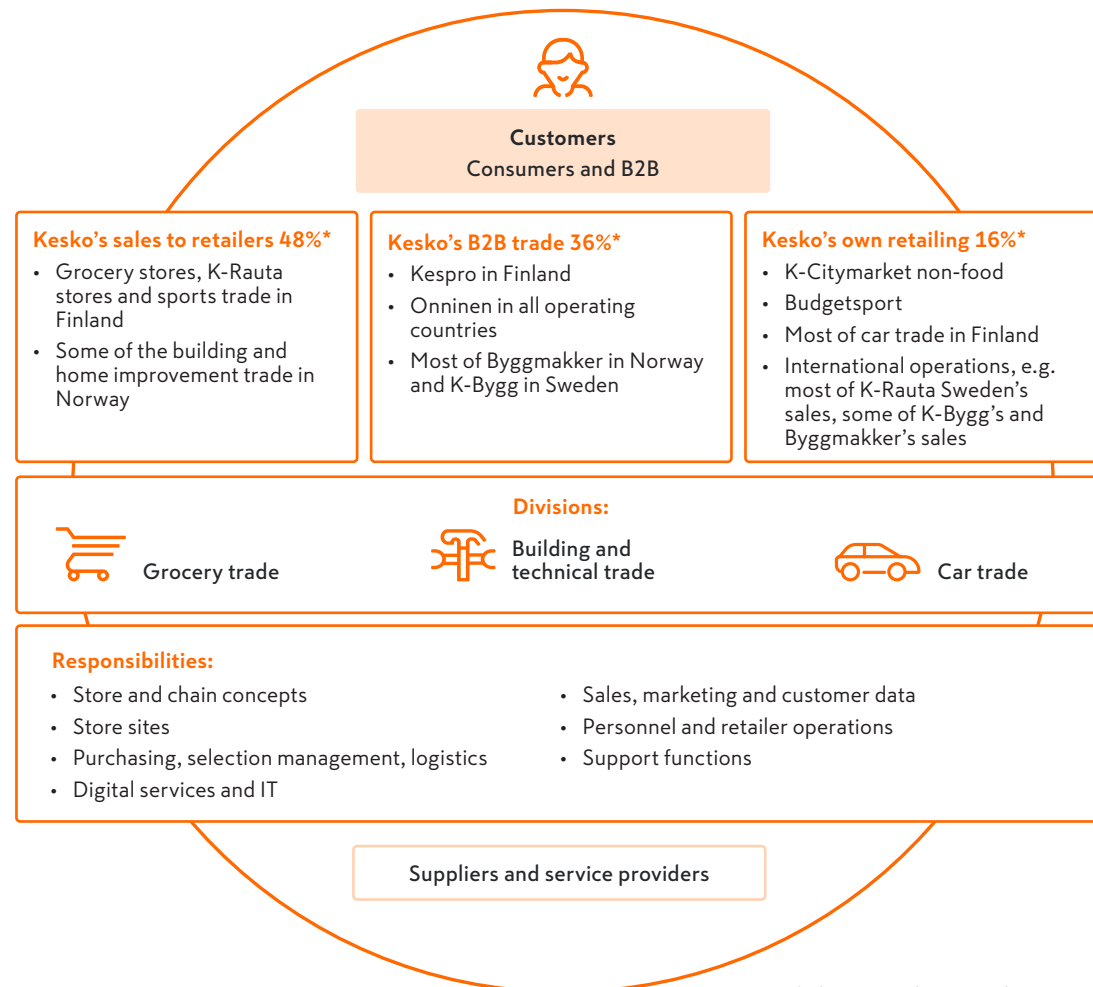 Customers
Consumers and B2B
Kesko's sales to retailers 48%*
• Grocery stores, K-Rauta
stores and sports trade in
Finland
• Some of the building and
home improvement trade in
Norway
Kesko's B2B trade 36%*
• Kespro in Finland
• Onninen in all operating
countries
• Most of Byggmakker in Norway
and K-Bygg in Sweden
Kesko's own retailing 16%*
• K-Citymarket non-food
• Budgetsport
• Most of car trade in Finland
• International operations, e.g.
most of K-Rauta Sweden's
sales, some of K-Bygg's and
Byggmakker's sales
Divisions:
Grocery trade
Building and
technical trade
Car trade
Responsibilities:
• Store and chain concepts
• Store sites
• Purchasing, selection management, logistics
• Digital services and IT
• Sales, marketing and customer data
• Personnel and retailer operations
• Support functions
Suppliers and service providers